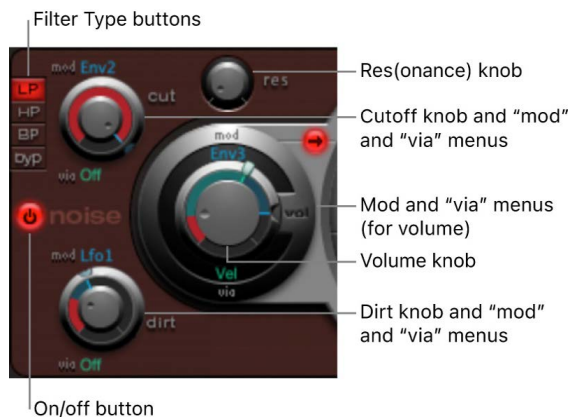 Filter Type buttons
mod Env2
res
Res(onance) knob
LP
cut
HP
BP
byp
Cutoff knob and “mod”
and “via” menus
mod
Env3
via Off
noise
vol
Mod and “via” menus
(for volume)
mod Lfo1
Volume knob
Vel
via
dirt
Dirt knob and “mod”
and “via” menus
via Off
On/off button